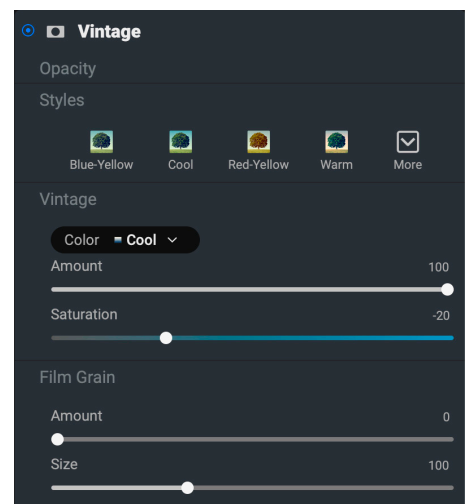 Vintage
Opacity
Styles
Blue-Yellow Cool Red-Yellow Warm More
Vintage
Color Cool
Amount 100
Saturation -20
Film Grain
Amount 0
Size 100